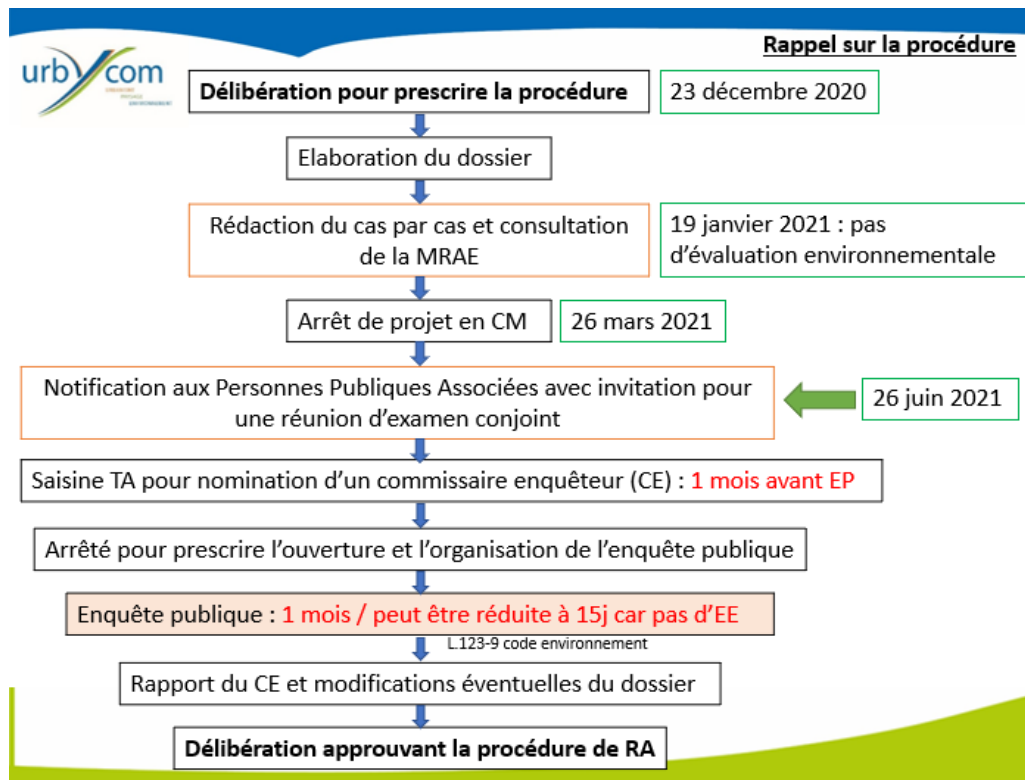 Rappel sur la procédure
urbycom
Délibération pour prescrire la procédure
23 décembre 2020
Elaboration du dossier
Rédaction du cas par cas et consultation
de la MRAE
19 janvier 2021 : pas
d’évaluation environnementale
Arrêt de projet en CM
26 mars 2021
Notification aux Personnes Publiques Associées avec invitation pour
une réunion d’examen conjoint
26 juin 2021
Saisine TA pour nomination d’un commissaire enquêteur (CE) : 1 mois avant EP
Arrêté pour prescrire l’ouverture et l’organisation de l’enquête publique
Enquête publique : 1 mois / peut être réduite à 15j car pas d’EE
L.123-9 code environnement
Rapport du CE et modifications éventuelles du dossier
Délibération approuvant la procédure de RA